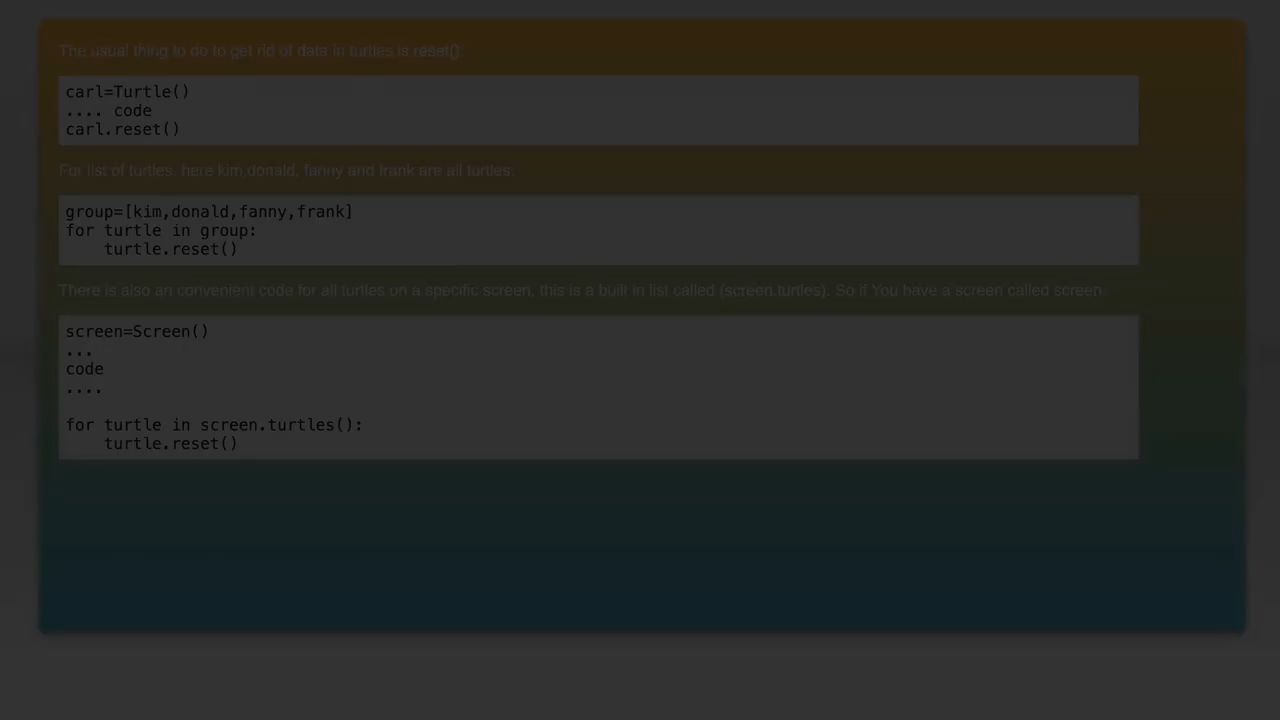 The usual thing to do to get rid of data in turtles is reset():
carl=Turtle()
.... code
carl.reset()
For list of turtles, here kim,donald, fanny and frank are all turtles:
group=[kim,donald,fanny,frank]
for turtle in group:
    turtle.reset()
There is also an convenient code for all turtles on a specific screen, this is a built in list called (screen.turtles). So if You have a screen called screen:
screen=Screen()
...
code
....
for turtle in screen.turtles():
    turtle.reset()